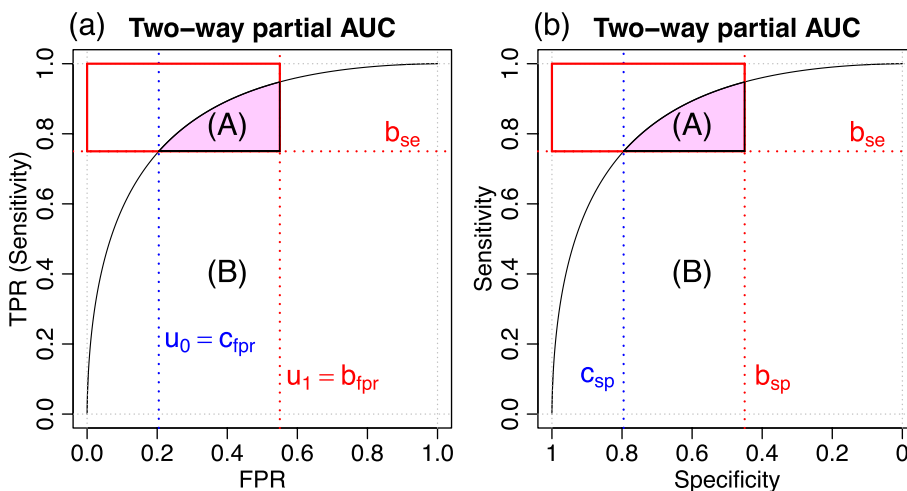 (a) Two−way partial AUC
TPR (Sensitivity)
1.0
0.8
0.6
0.4
0.2
0.0
(A)
b_se
(B)
u_0 = c_fpr
u_1 = b_fpr
0.0 0.2 0.4 0.6 0.8 1.0
FPR
(b) Two−way partial AUC
Sensitivity
1.0
0.8
0.6
0.4
0.2
0.0
(A)
b_se
(B)
c_sp
b_sp
1 0.8 0.6 0.4 0.2 0
Specificity